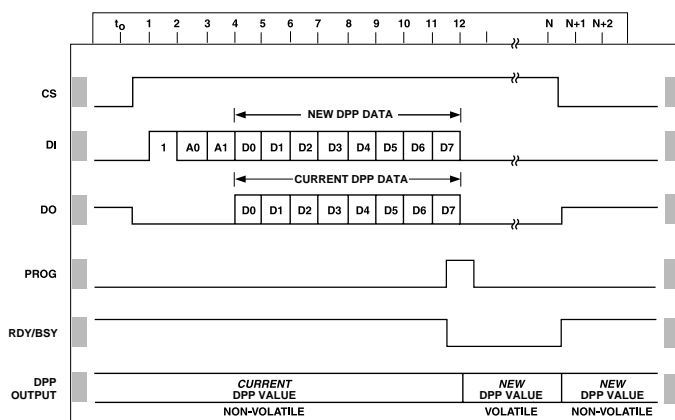 to 1 2 3 4 5 6 7 8 9 10 11 12 N N+1 N+2
CS
NEW DPP DATA
DI 1 A0 A1 D0 D1 D2 D3 D4 D5 D6 D7
CURRENT DPP DATA
DO D0 D1 D2 D3 D4 D5 D6 D7
PROG
RDY/BSY
DPP OUTPUT
CURRENT DPP VALUE
NEW DPP VALUE
NEW DPP VALUE
NON-VOLATILE VOLATILE NON-VOLATILE